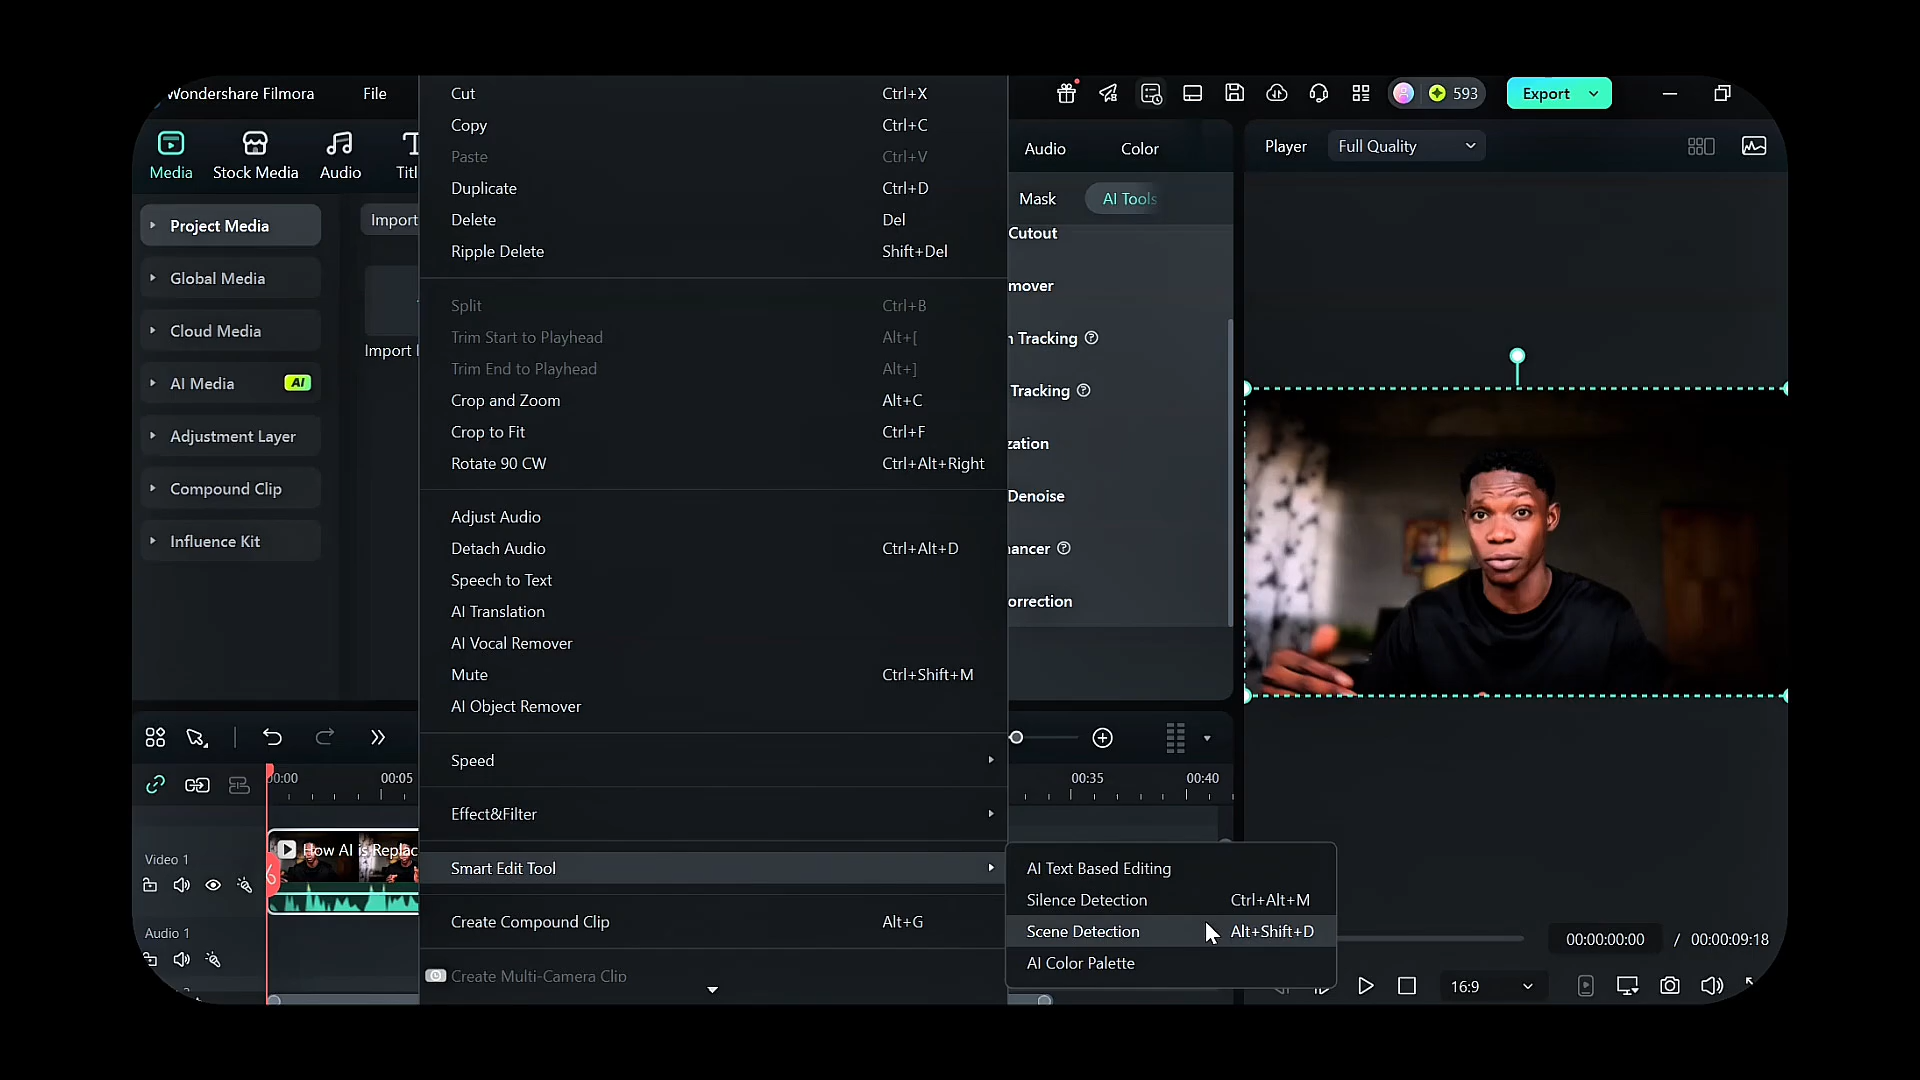 Wondershare Filmora
File
593
Export
Media
Stock Media
Audio
Titl
Project Media
Global Media
Cloud Media
AI Media
AI
Adjustment Layer
Compound Clip
Influence Kit
Import
Import
Cut Ctrl+X
Copy Ctrl+C
Paste Ctrl+V
Duplicate Ctrl+D
Delete Del
Ripple Delete Shift+Del
Split Ctrl+B
Trim Start to Playhead Alt+[
Trim End to Playhead Alt+]
Crop and Zoom Alt+C
Crop to Fit Ctrl+F
Rotate 90 CW Ctrl+Alt+Right
Adjust Audio
Detach Audio Ctrl+Alt+D
Speech to Text
AI Translation
AI Vocal Remover
Mute Ctrl+Shift+M
AI Object Remover
Speed
Effect&Filter
Smart Edit Tool
Create Compound Clip Alt+G
Create Multi-Camera Clip
AI Text Based Editing
Silence Detection Ctrl+Alt+M
Scene Detection Alt+Shift+D
AI Color Palette
Audio
Color
Mask
AI Tools
Cutout
mover
n Tracking
Tracking
zation
Denoise
ancer
orrection
Player
Full Quality
00:00
00:05
00:35
00:40
How AI is Replac
Video 1
Audio 1
00:00:00:00 / 00:00:09:18
16:9